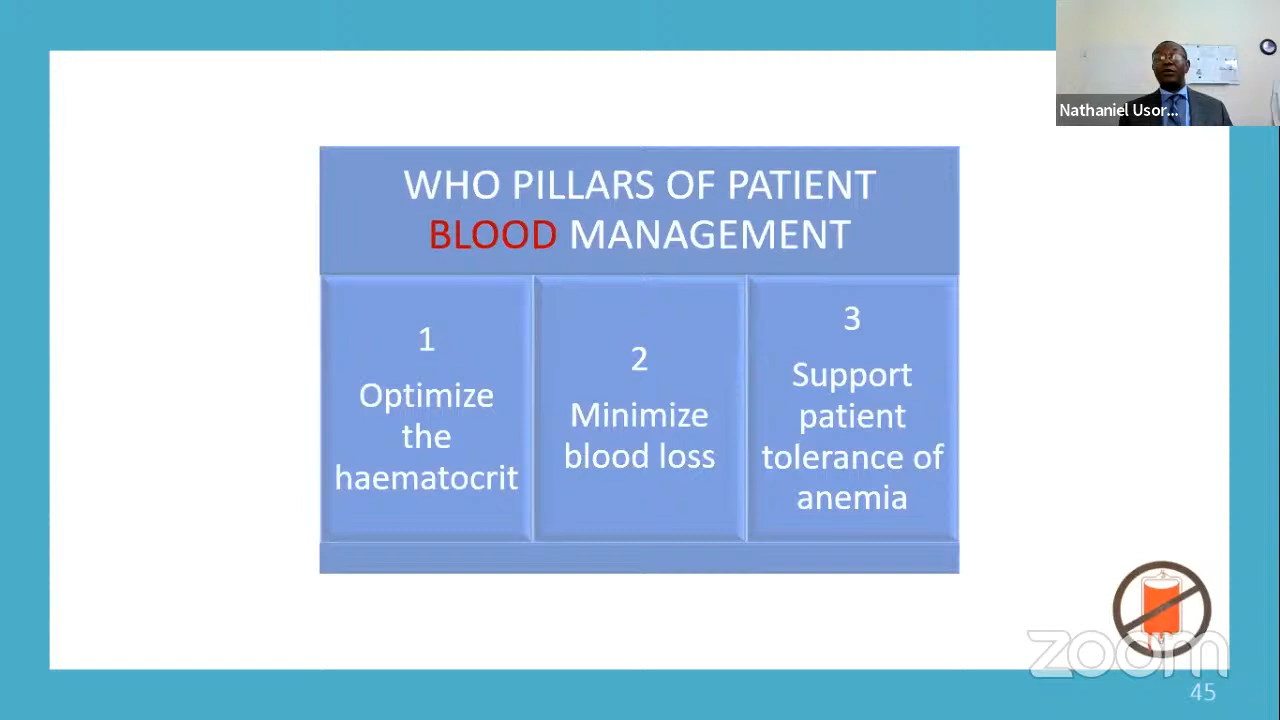 Nathaniel Usor...
WHO PILLARS OF PATIENT
BLOOD MANAGEMENT
1
Optimize
the
haematocrit
2
Minimize
blood loss
3
Support
patient
tolerance of
anemia
zoom
45